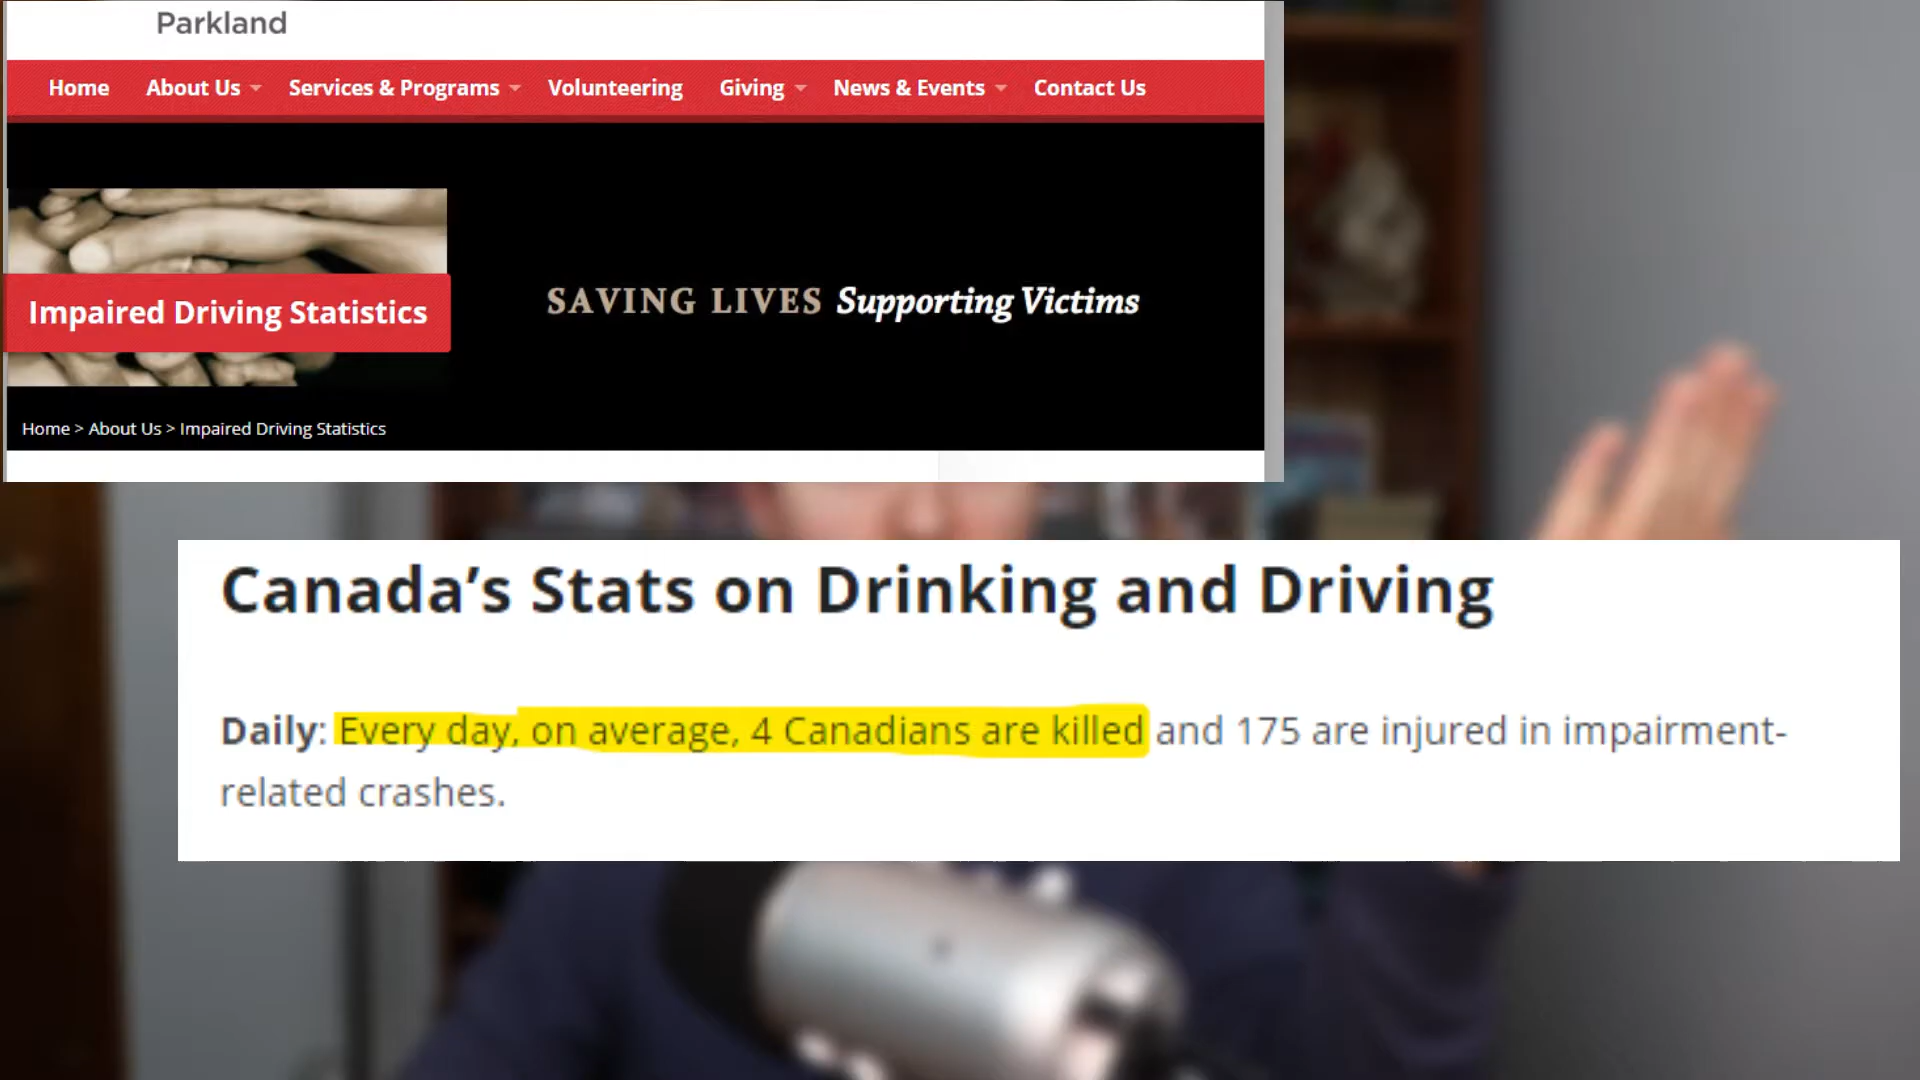 Parkland
Home About Us Services & Programs Volunteering Giving News & Events Contact Us
Impaired Driving Statistics
SAVING LIVES Supporting Victims
Home > About Us > Impaired Driving Statistics
Canada’s Stats on Drinking and Driving
Daily: Every day, on average, 4 Canadians are killed and 175 are injured in impairment-
related crashes.